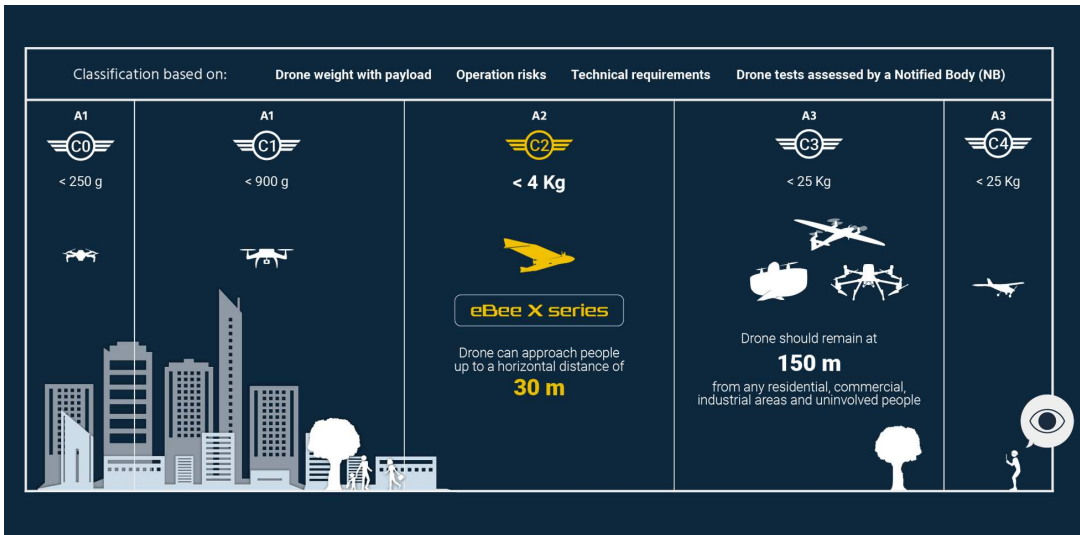 Classification based on: Drone weight with payload Operation risks Technical requirements Drone tests assessed by a Notified Body (NB)
A1
C0
< 250 g
A1
C1
< 900 g
A2
C2
< 4 Kg
eBee X series
Drone can approach people
up to a horizontal distance of
30 m
A3
C3
< 25 Kg
Drone should remain at
150 m
from any residential, commercial,
industrial areas and uninvolved people
A3
C4
< 25 Kg